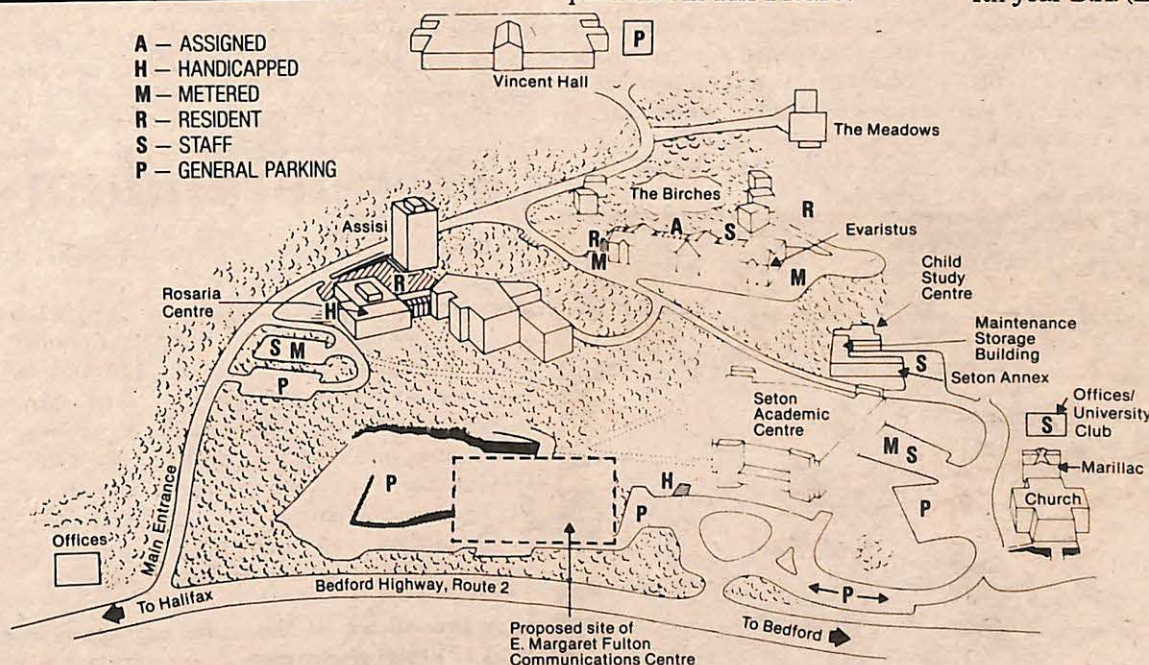 A — ASSIGNED
H — HANDICAPPED
M — METERED
R — RESIDENT
S — STAFF
P — GENERAL PARKING
P
Vincent Hall
The Meadows
The Birches
R
A
S
Evaristus
Assisi
R
M
M
Child
Study
Centre
Rosaria
Centre
R
H
Maintenance
Storage
Building
S M
S
Seton Annex
P
Seton
Academic
Centre
Offices/
University
Club
S
M S
Marillac
P
H
P
P
Church
Main Entrance
Offices
To Halifax
Bedford Highway, Route 2
P
To Bedford
Proposed site of
E. Margaret Fulton
Communications Centre